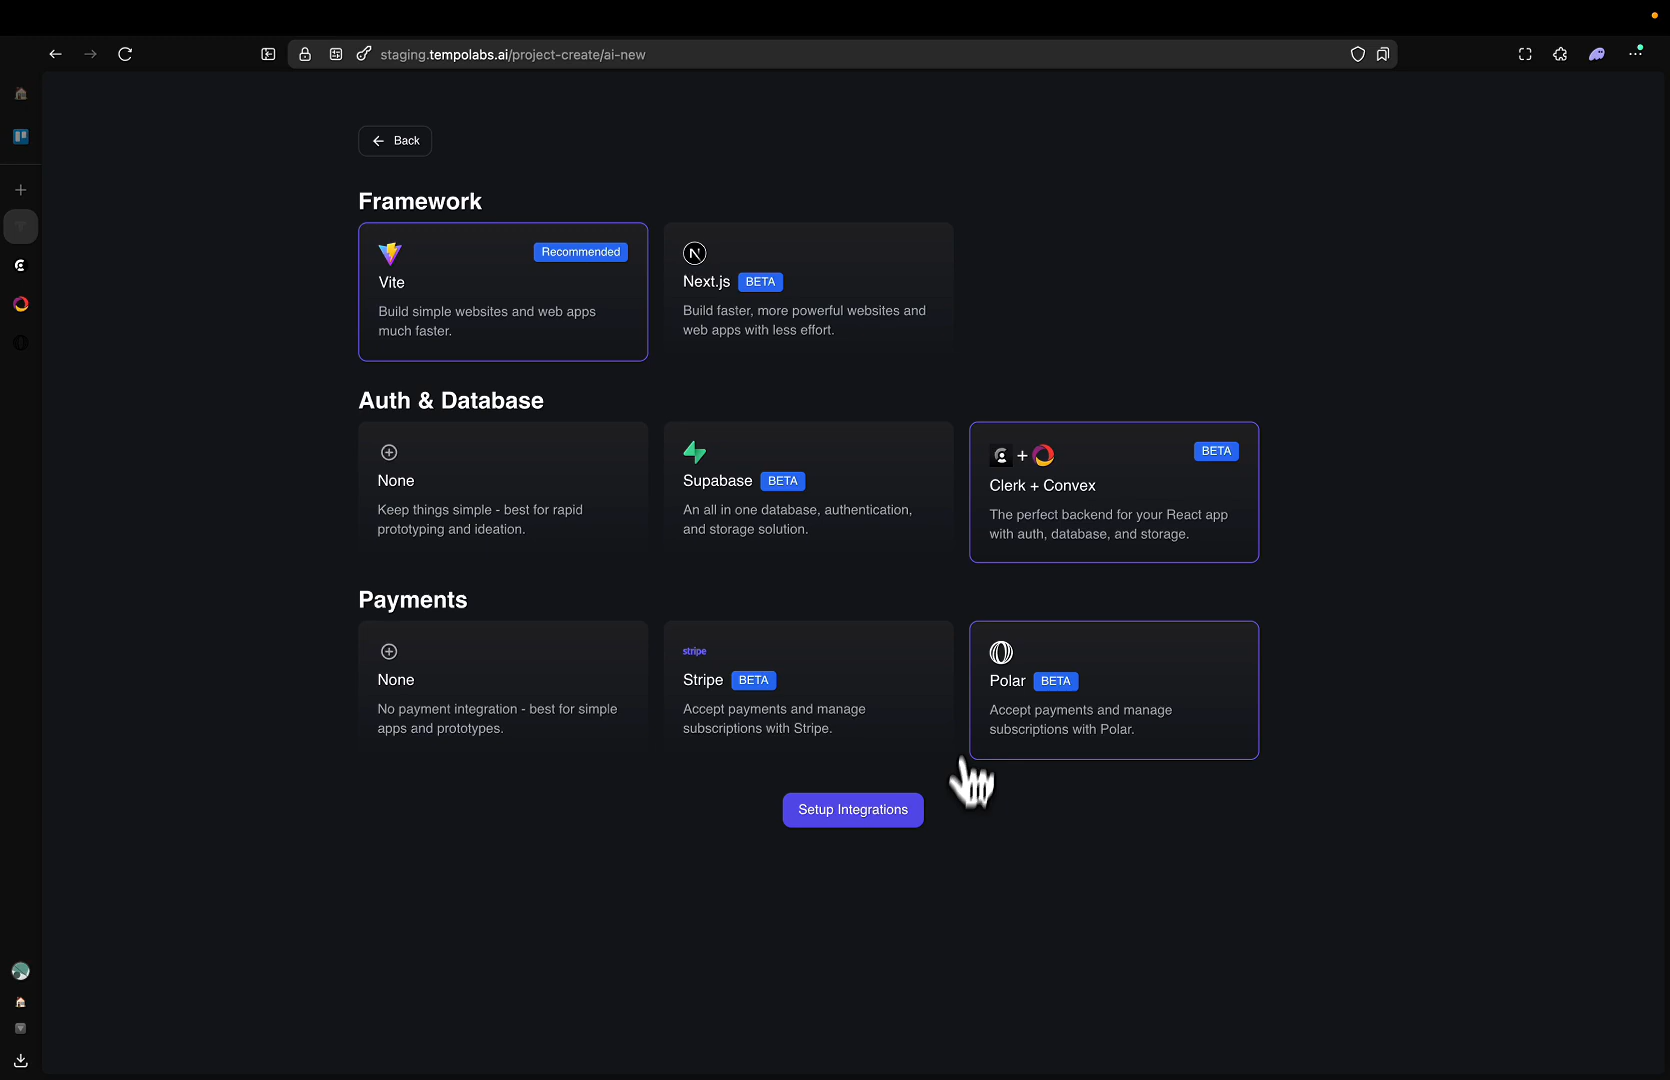 staging.tempolabs.ai/project-create/ai-new
Back
Framework
Recommended
Vite
Build simple websites and web apps
much faster.
Next.js BETA
Build faster, more powerful websites and
web apps with less effort.
Auth & Database
None
Keep things simple - best for rapid
prototyping and ideation.
Supabase BETA
An all in one database, authentication,
and storage solution.
+ BETA
Clerk + Convex
The perfect backend for your React app
with auth, database, and storage.
Payments
None
No payment integration - best for simple
apps and prototypes.
stripe
Stripe BETA
Accept payments and manage
subscriptions with Stripe.
Polar BETA
Accept payments and manage
subscriptions with Polar.
Setup Integrations